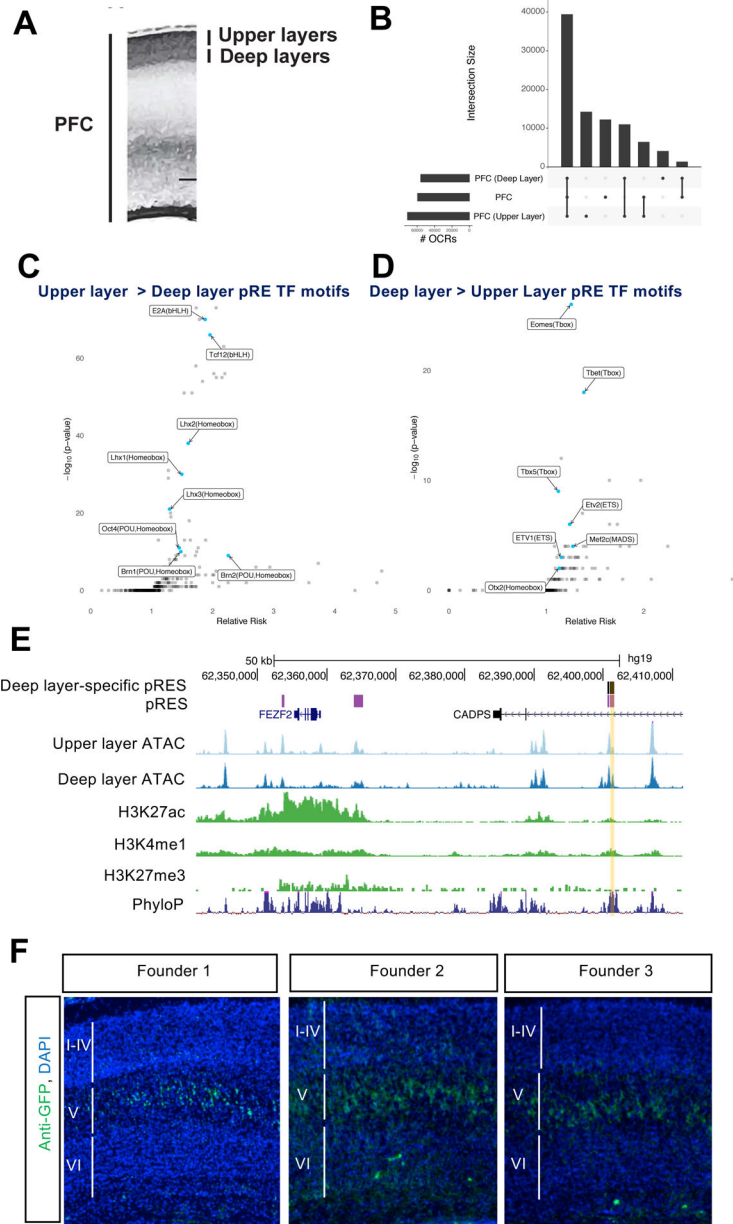 A
Upper layers
Deep layers
PFC
B
Intersection Size
40000
30000
20000
10000
0
PFC (Deep Layer)
PFC
PFC (Upper Layer)
60000 40000 20000 0
# OCRs
C
Upper layer > Deep layer pRE TF motifs
E2A(bHLH)
Tcf12(bHLH)
Lhx2(Homeobox)
Lhx1(Homeobox)
Lhx3(Homeobox)
Oct4(POU,Homeobox)
Brn1(POU,Homeobox)
Brn2(POU,Homeobox)
−log10 (p−value)
60
40
20
0
0 1 2 3 4 5
Relative Risk
D
Deep layer > Upper Layer pRE TF motifs
Eomes(Tbox)
Tbet(Tbox)
Tbx5(Tbox)
Etv2(ETS)
ETV1(ETS)
Mef2c(MADS)
Otx2(Homeobox)
−log10 (p−value)
20
10
0
0 1 2
Relative Risk
E
50 kb
hg19
62,350,000 62,360,000 62,370,000 62,380,000 62,390,000 62,400,000 62,410,000
Deep layer-specific pRES
pRES
FEZF2
CADPS
Upper layer ATAC
Deep layer ATAC
H3K27ac
H3K4me1
H3K27me3
PhyloP
F
Founder 1
Founder 2
Founder 3
Anti-GFP, DAPI
I-IV
V
VI
I-IV
V
VI
I-IV
V
VI